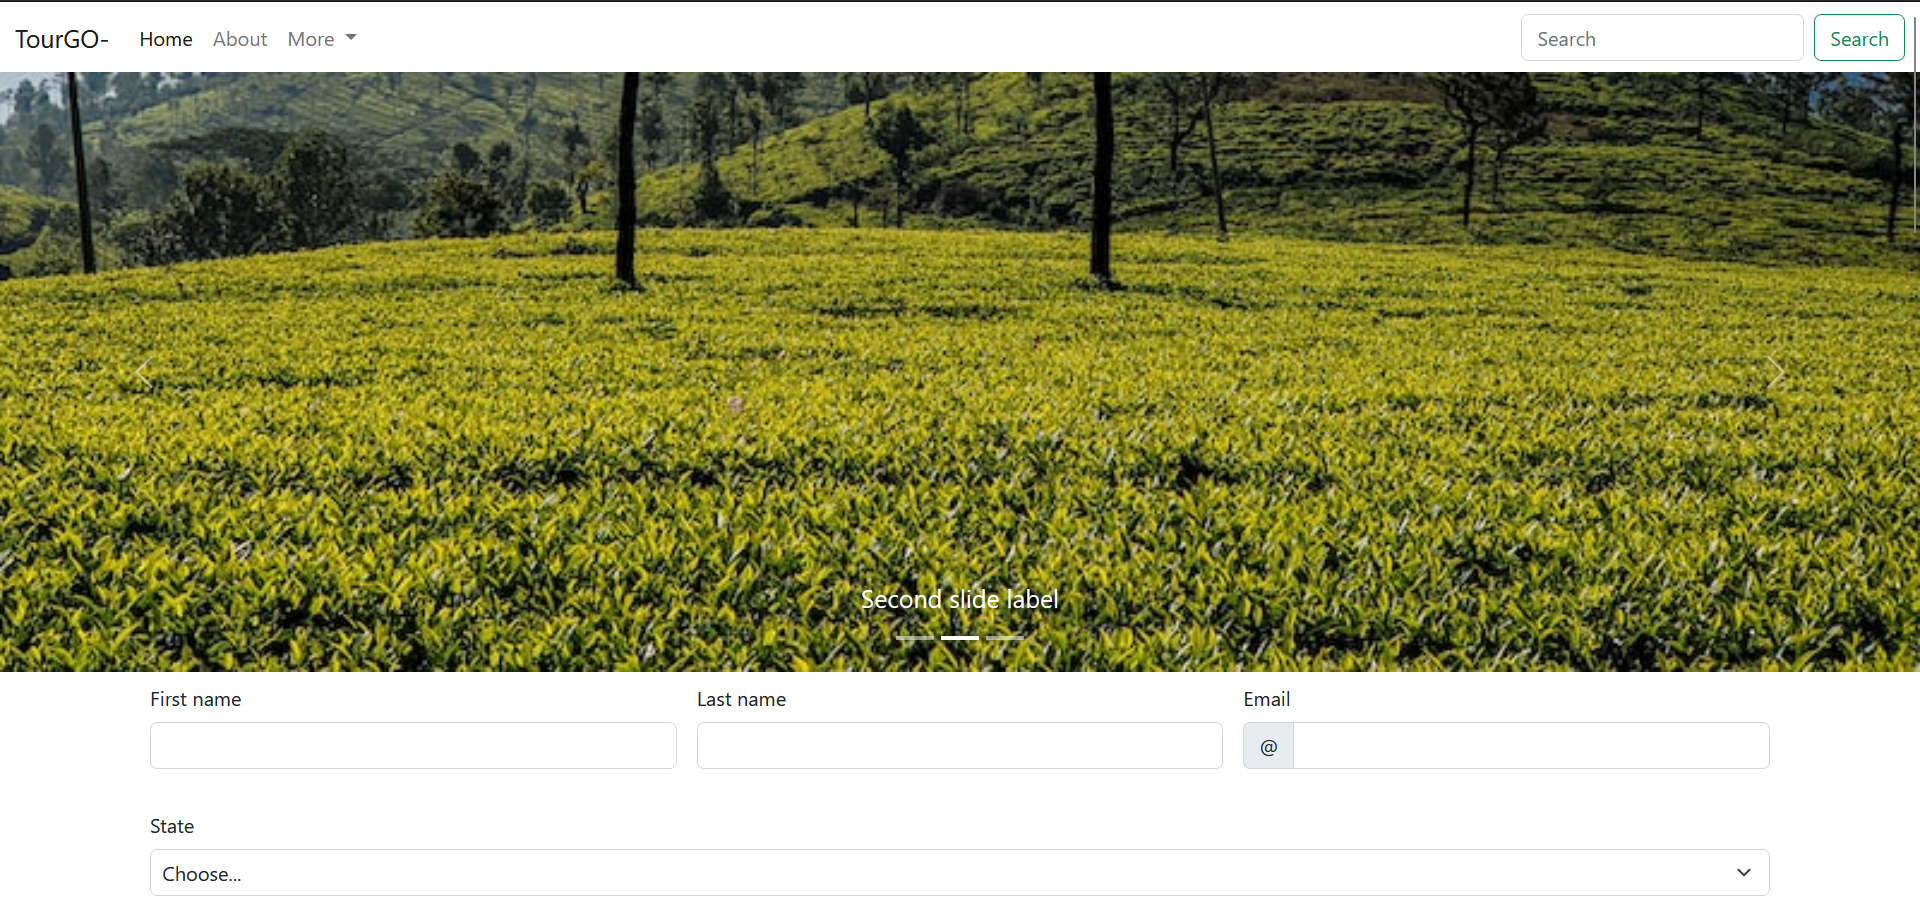 TourGO- Home About More Search Search
Second slide label
First name Last name Email
@
State
Choose...